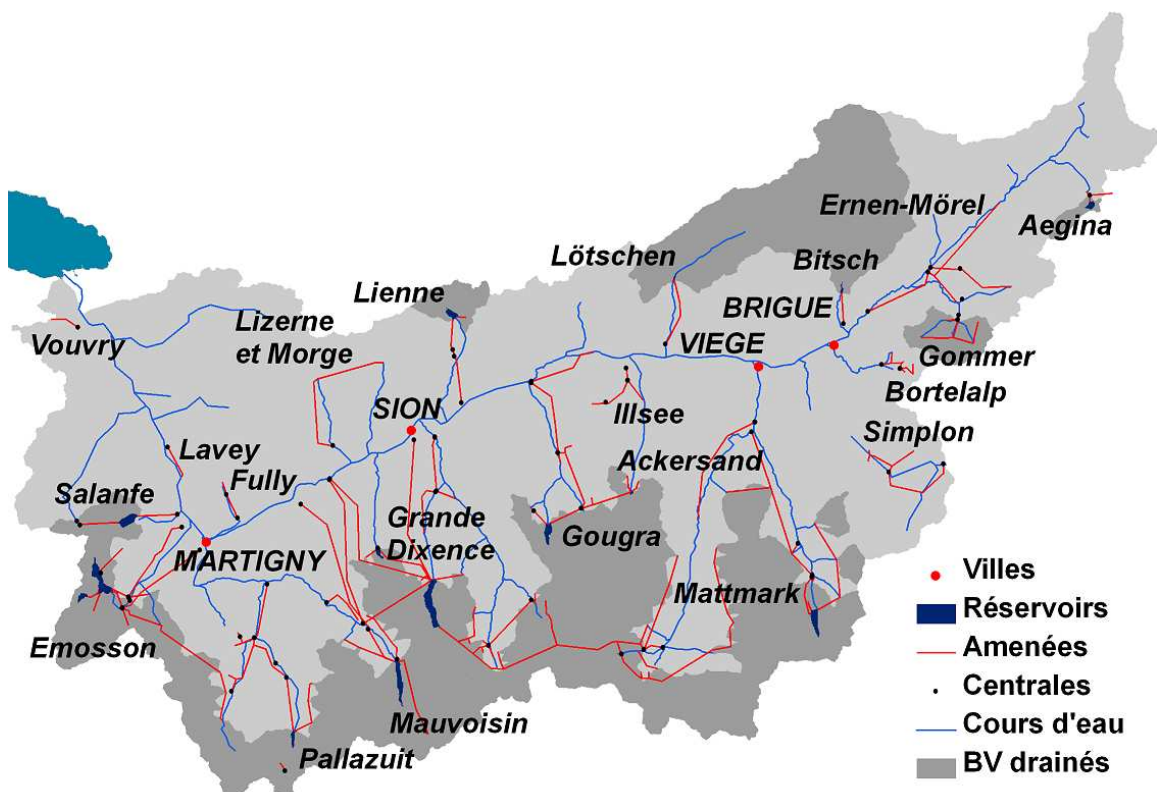 Ernen-Mörel
Aegina
Lötschen
Bitsch
Lienne
BRIGUE
Lizerne
et Morge
Vouvry
VIEGE
Gommer
Bortelalp
SION
Illsee
Simplon
Lavey
Ackersand
Fully
Salanfe
Grande
Dixence
Gougra
MARTIGNY
Mattmark
Emosson
Mauvoisin
Pallazuit
Villes
Réservoirs
Amenées
Centrales
Cours d'eau
BV drainés